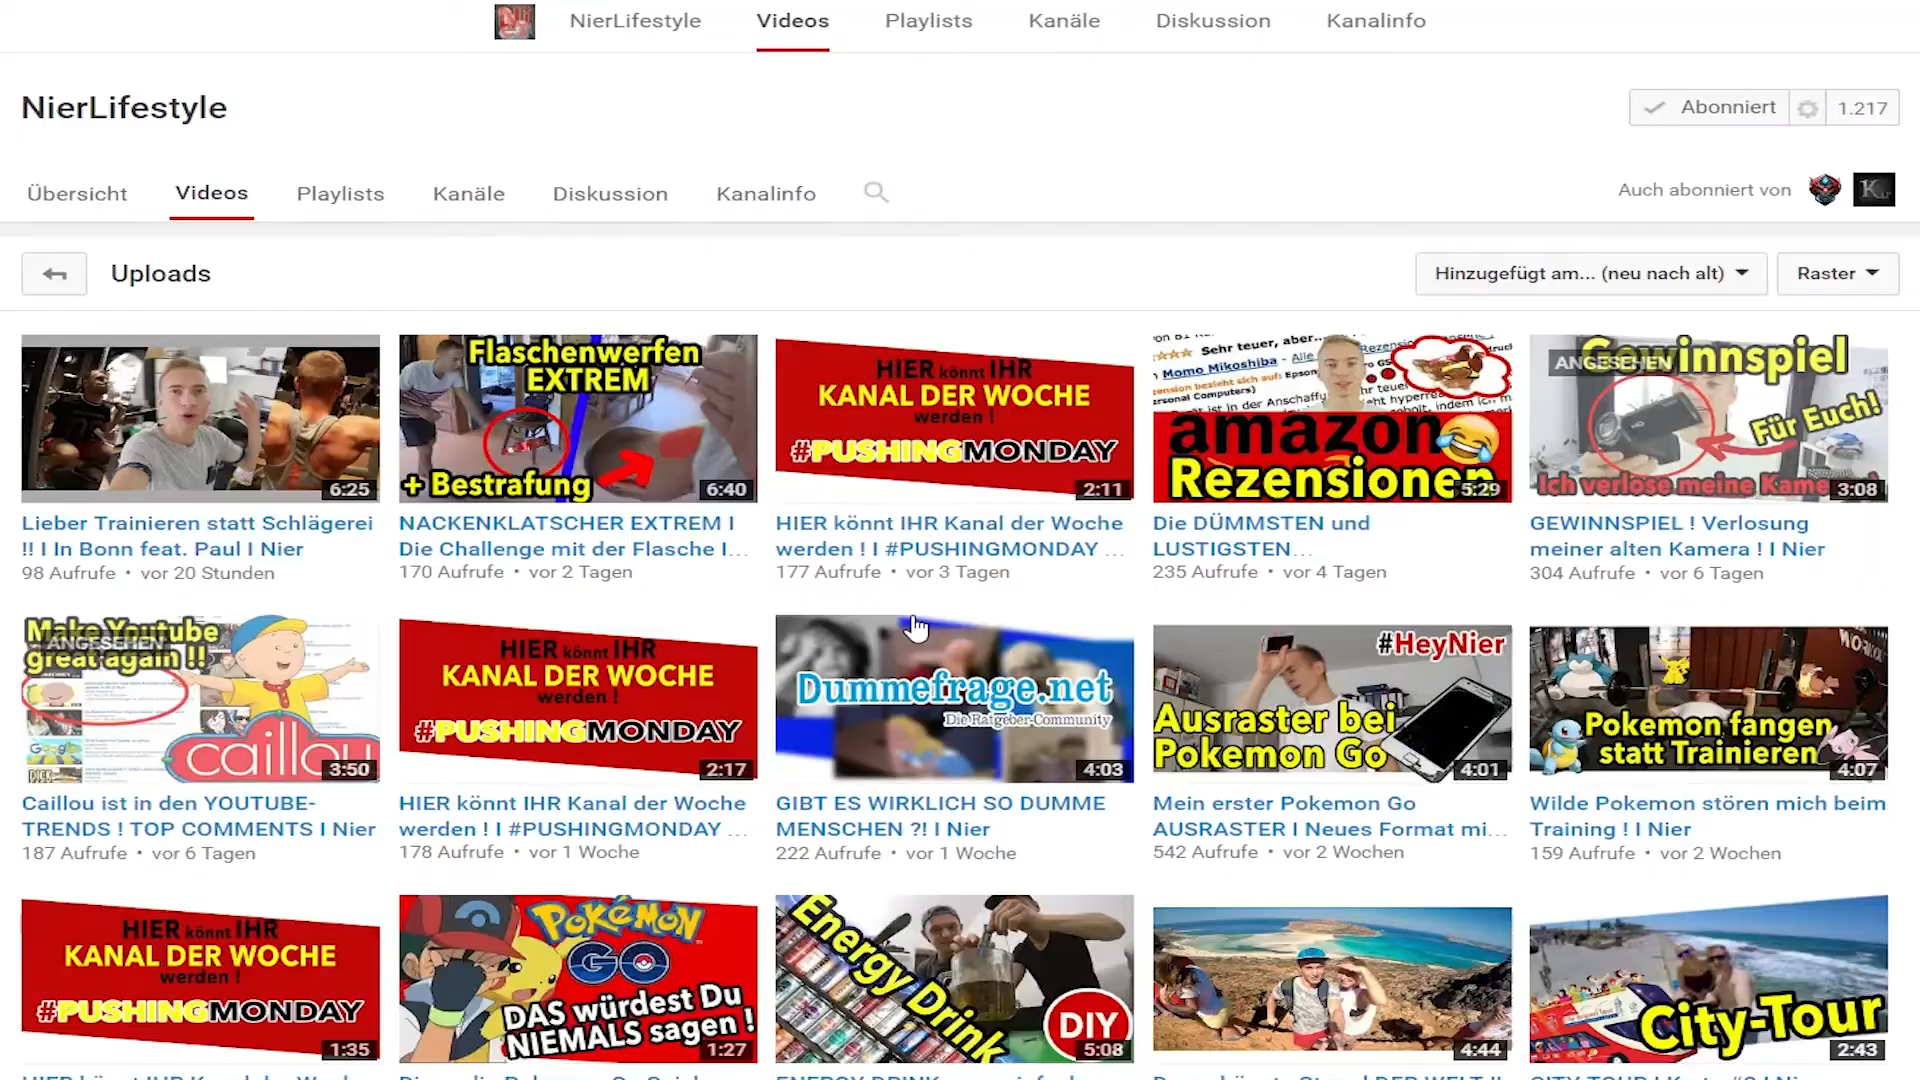 NierLifestyle Videos Playlists Kanäle Diskussion Kanalinfo
NierLifestyle
Abonniert 1.217
Übersicht Videos Playlists Kanäle Diskussion Kanalinfo
Auch abonniert von
Uploads
Hinzugefügt am... (neu nach alt)
Raster
6:25
Lieber Trainieren statt Schlägerei
!! I In Bonn feat. Paul I Nier
98 Aufrufe • vor 20 Stunden
Flaschenwerfen
EXTREM
+ Bestrafung
6:40
NACKENKLATSCHER EXTREM I
Die Challenge mit der Flasche I...
170 Aufrufe • vor 2 Tagen
HIER könnt IHR
KANAL DER WOCHE
werden !
#PUSHINGMONDAY
2:11
HIER könnt IHR Kanal der Woche
werden ! I #PUSHINGMONDAY ...
177 Aufrufe • vor 3 Tagen
Sehr teuer, aber...
Momo Mikoshiba - Alle
amazon
Rezensionen
5:29
Die DÜMMSTEN und
LUSTIGSTEN...
235 Aufrufe • vor 4 Tagen
Gewinnspiel
ANGESEHEN
Für Euch!
Ich verlose meine Kame
3:08
GEWINNSPIEL ! Verlosung
meiner alten Kamera ! I Nier
304 Aufrufe • vor 6 Tagen
Make Youtube
ANGESEHEN
great again !!
Google
caillou
3:50
Caillou ist in den YOUTUBE-
TRENDS ! TOP COMMENTS I Nier
187 Aufrufe • vor 6 Tagen
HIER könnt IHR
KANAL DER WOCHE
werden !
#PUSHINGMONDAY
2:17
HIER könnt IHR Kanal der Woche
werden ! I #PUSHINGMONDAY ...
178 Aufrufe • vor 1 Woche
Dummefrage.net
Die Ratgeber-Community
4:03
GIBT ES WIRKLICH SO DUMME
MENSCHEN ?! I Nier
222 Aufrufe • vor 1 Woche
#HeyNier
Ausraster bei
Pokemon Go
4:01
Mein erster Pokemon Go
AUSRASTER I Neues Format mi...
542 Aufrufe • vor 2 Wochen
Pokemon fangen
statt Trainieren
4:07
Wilde Pokemon stören mich beim
Training ! I Nier
159 Aufrufe • vor 2 Wochen
HIER könnt IHR
KANAL DER WOCHE
werden !
#PUSHINGMONDAY
1:35
POKéMON
GO
DAS würdest Du
NIEMALS sagen !
1:27
Energy Drink
DIY
5:08
4:44
City-Tour
2:43